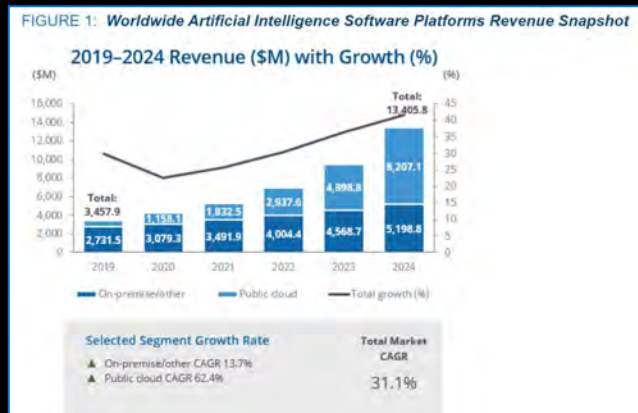 FIGURE 1: Worldwide Artificial Intelligence Software Platforms Revenue Snapshot
2019–2024 Revenue ($M) with Growth (%)
($M) (%)
16,000 45
14,000 40
12,000 35
10,000 30
8,000 25
6,000 20
4,000 15
2,000 10
0 5
0
Total:
3,457.9
Total:
13,405.8
1,158.1 1,832.5 2,937.6 4,898.8 8,207.1
2,731.5 3,079.3 3,491.9 4,004.4 4,568.7 5,198.8
2019 2020 2021 2022 2023 2024
On-premise/other Public cloud Total growth (%)
Selected Segment Growth Rate
On-premise/other CAGR 13.7%
Public cloud CAGR 62.4%
Total Market
CAGR
31.1%